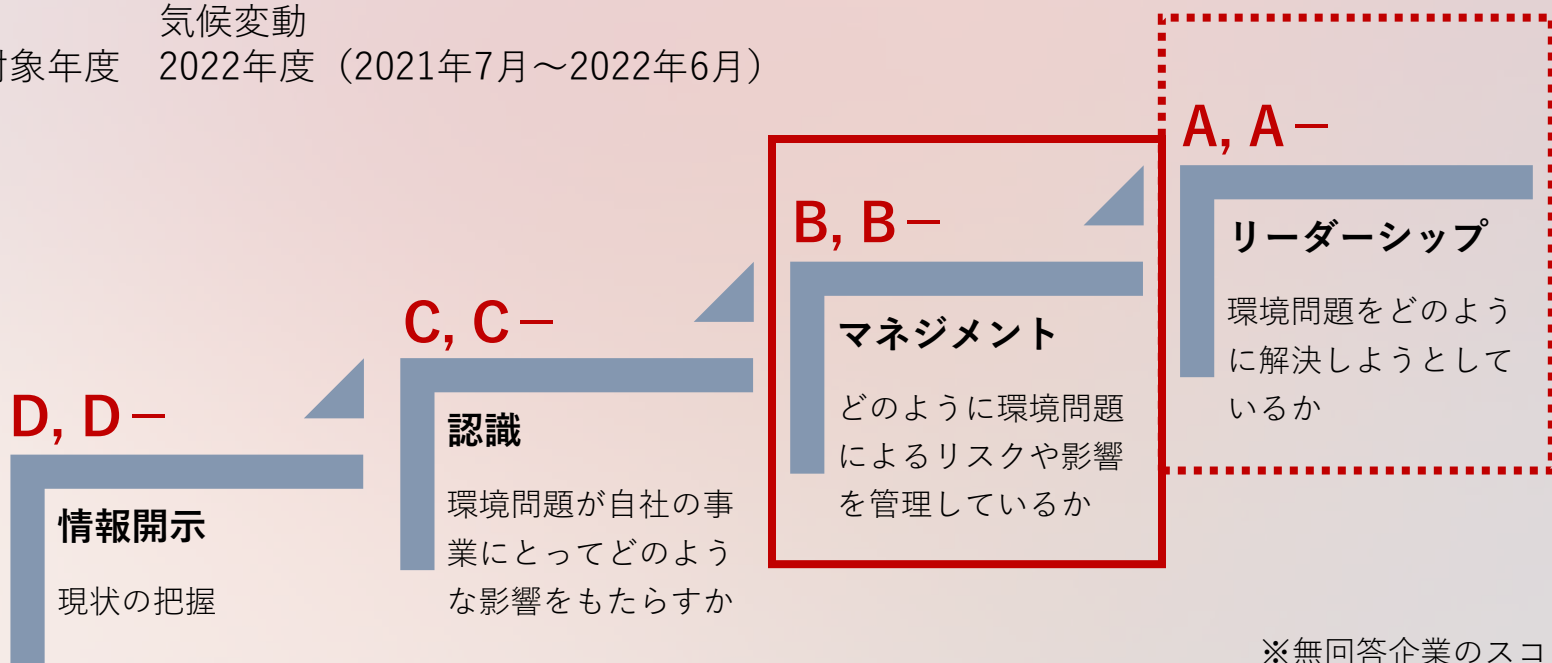 気候変動
対象年度　2022年度（2021年7月～2022年6月）
A, A－
リーダーシップ
環境問題をどのよう
に解決しようとして
いるか
B, B－
マネジメント
どのように環境問題
によるリスクや影響
を管理しているか
C, C－
認識
環境問題が自社の事
業にとってどのよう
な影響をもたらすか
D, D－
情報開示
現状の把握
※無回答企業のスコ